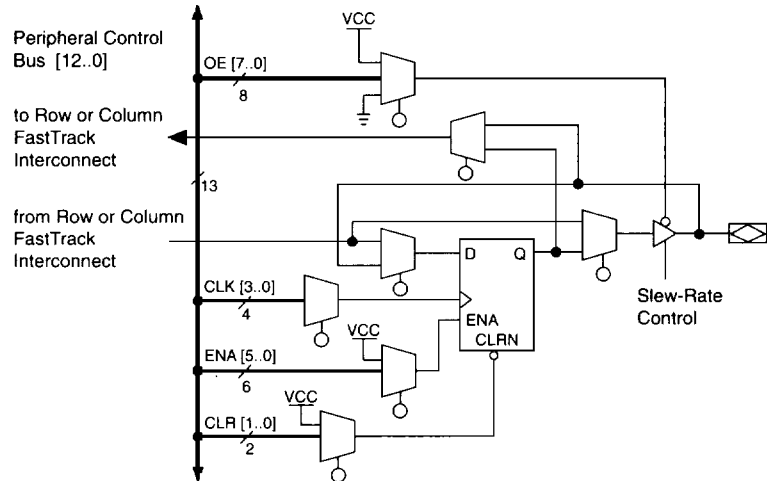 VCC
Peripheral Control
Bus [12..0]
OE [7..0]
8
to Row or Column
FastTrack
Interconnect
13
from Row or Column
FastTrack
Interconnect
D
Q
CLK [3..0]
4
Slew-Rate
Control
ENA
CLRN
VCC
ENA [5..0]
6
VCC
CLR [1..0]
2